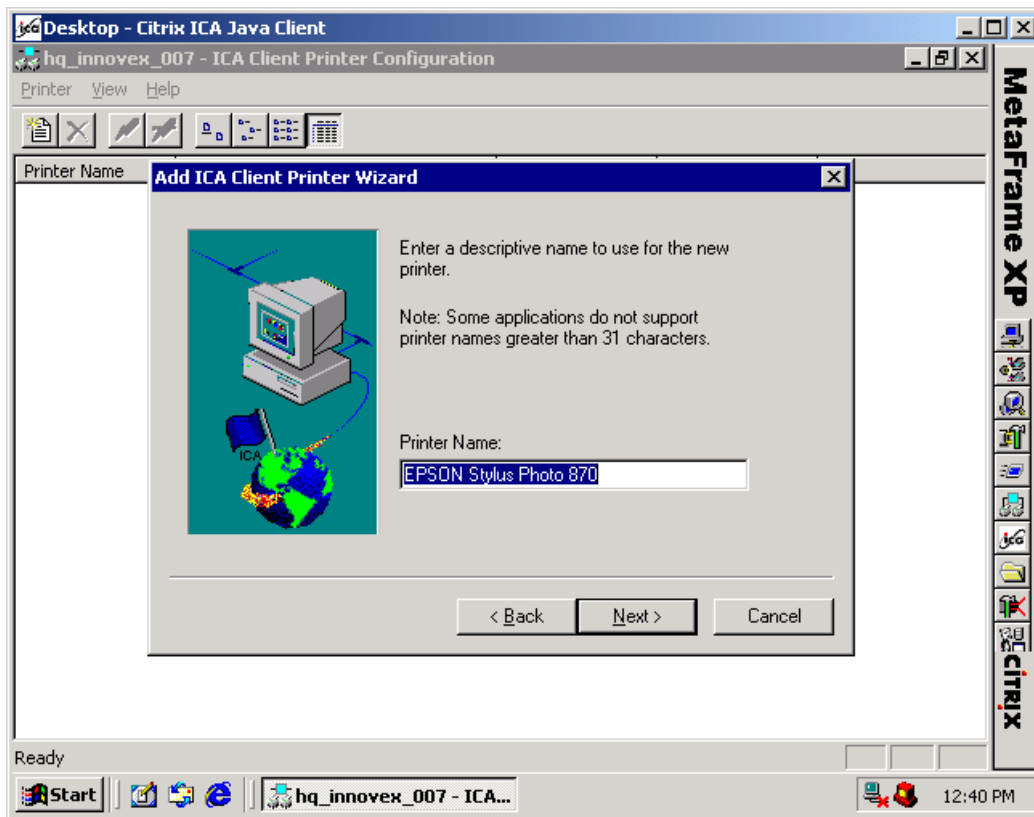 Desktop - Citrix ICA Java Client
hq_innovex_007 - ICA Client Printer Configuration
Printer View Help
Printer Name
Add ICA Client Printer Wizard
Enter a descriptive name to use for the new
printer.
Note: Some applications do not support
printer names greater than 31 characters.
ICA
Printer Name:
EPSON Stylus Photo 870
< Back Next > Cancel
MetaFrame XP
ica
CITRIX
Ready
Start
hq_innovex_007 - ICA...
12:40 PM